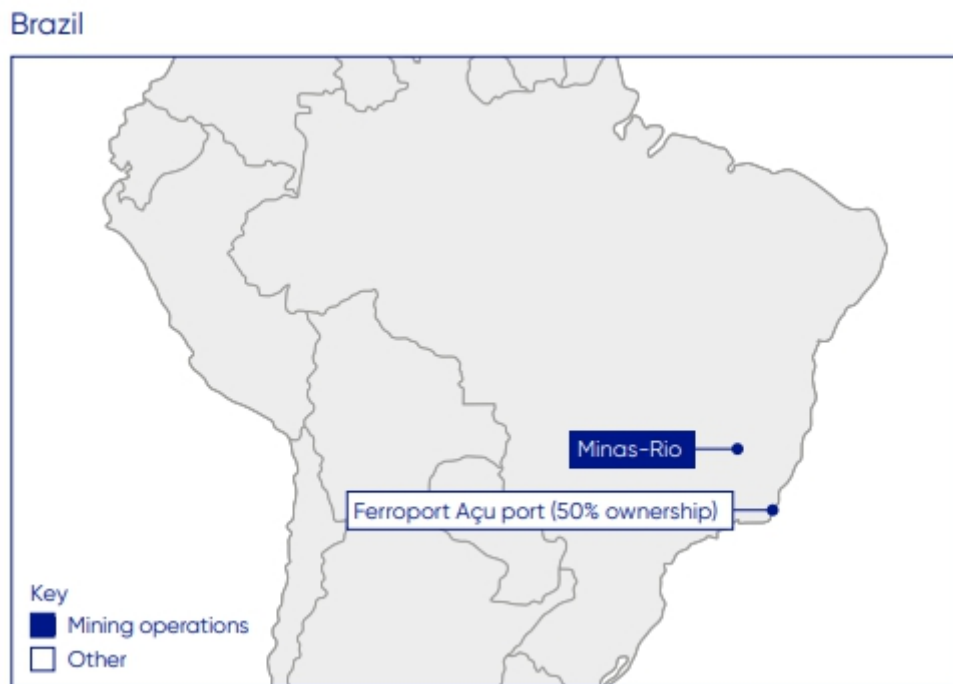 Brazil
Minas-Rio
Ferroport Açu port (50% ownership)
Key
Mining operations
Other